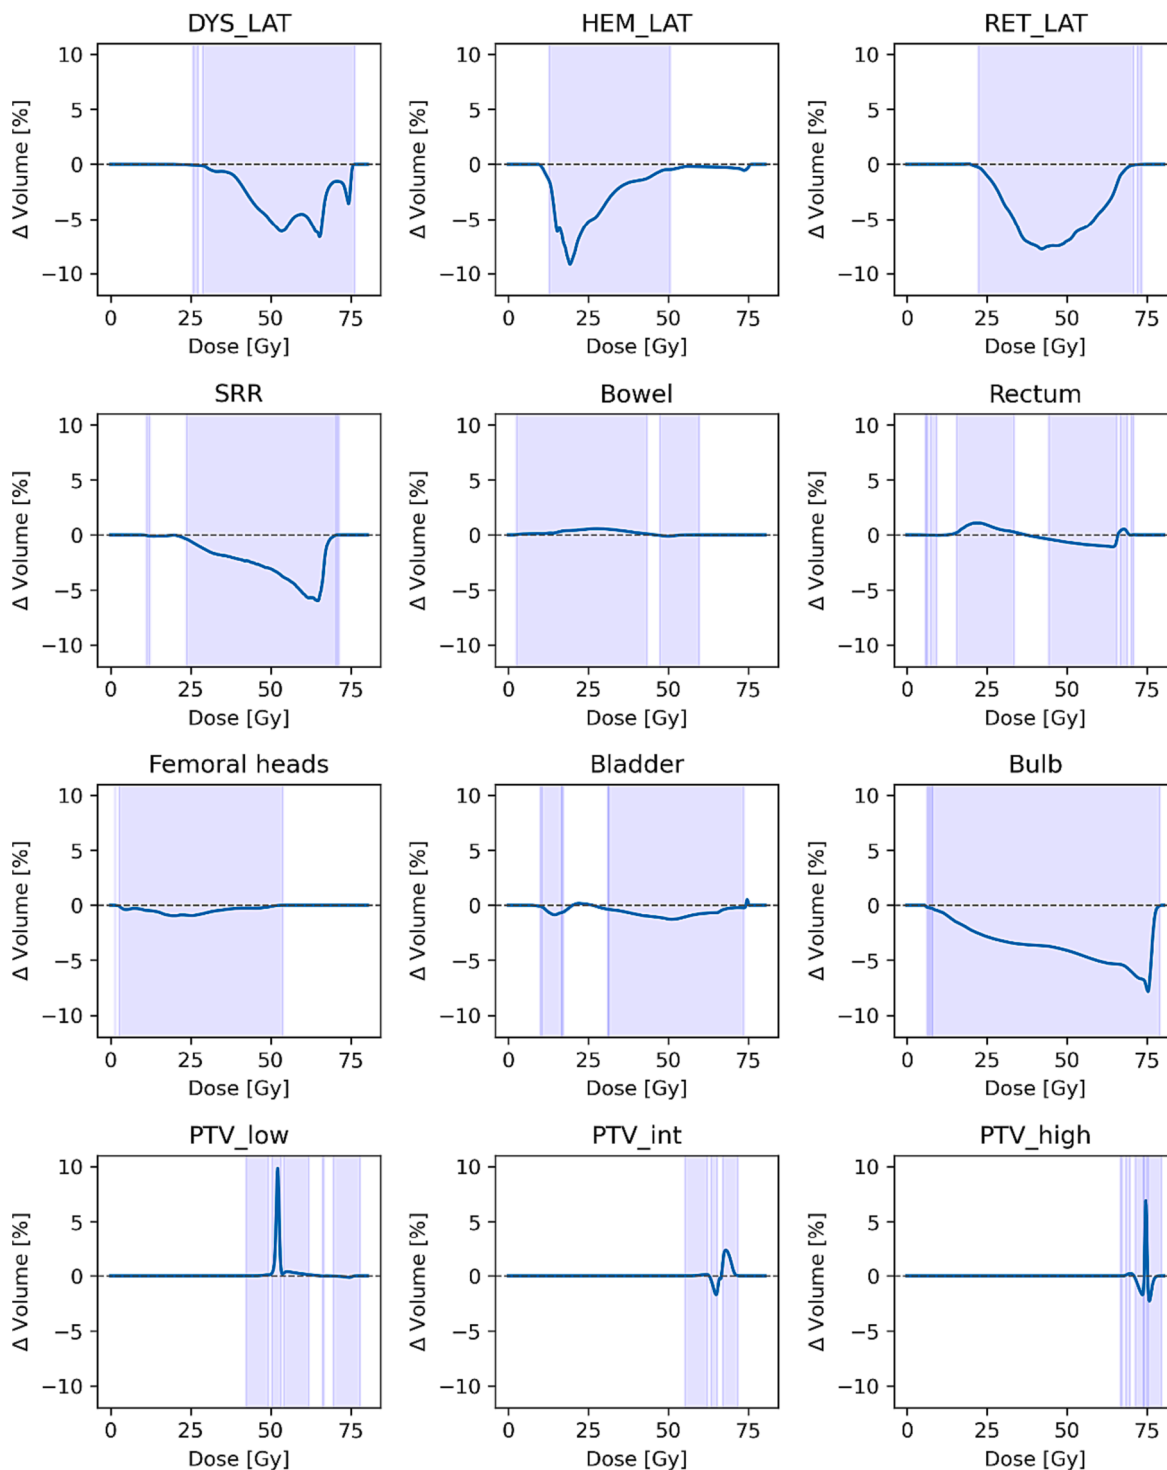 DYS_LAT
HEM_LAT
RET_LAT
10
5
0
−5
−10
Δ Volume [%]
0 25 50 75
Dose [Gy]
10
5
0
−5
−10
Δ Volume [%]
0 25 50 75
Dose [Gy]
10
5
0
−5
−10
Δ Volume [%]
0 25 50 75
Dose [Gy]
SRR
Bowel
Rectum
10
5
0
−5
−10
Δ Volume [%]
0 25 50 75
Dose [Gy]
10
5
0
−5
−10
Δ Volume [%]
0 25 50 75
Dose [Gy]
10
5
0
−5
−10
Δ Volume [%]
0 25 50 75
Dose [Gy]
Femoral heads
Bladder
Bulb
10
5
0
−5
−10
Δ Volume [%]
0 25 50 75
Dose [Gy]
10
5
0
−5
−10
Δ Volume [%]
0 25 50 75
Dose [Gy]
10
5
0
−5
−10
Δ Volume [%]
0 25 50 75
Dose [Gy]
PTV_low
PTV_int
PTV_high
10
5
0
−5
−10
Δ Volume [%]
0 25 50 75
Dose [Gy]
10
5
0
−5
−10
Δ Volume [%]
0 25 50 75
Dose [Gy]
10
5
0
−5
−10
Δ Volume [%]
0 25 50 75
Dose [Gy]